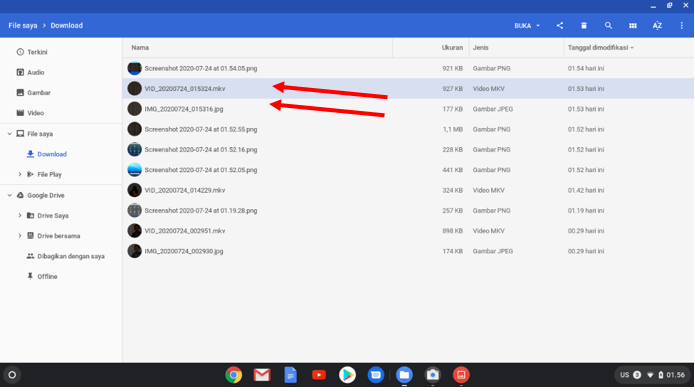 File saya > Download
BUKA
AZ
Nama Ukuran Jenis Tanggal dimodifikasi
Terkini
Audio
Gambar
Video
File saya
Download
File Play
Google Drive
Drive Saya
Drive bersama
Dibagikan dengan saya
Offline
Screenshot 2020-07-24 at 01.54.05.png 921 KB Gambar PNG 01.54 hari ini
VID_20200724_015324.mkv 927 KB Video MKV 01.53 hari ini
IMG_20200724_015316.jpg 177 KB Gambar JPEG 01.53 hari ini
Screenshot 2020-07-24 at 01.52.55.png 1,1 MB Gambar PNG 01.52 hari ini
Screenshot 2020-07-24 at 01.52.16.png 228 KB Gambar PNG 01.52 hari ini
Screenshot 2020-07-24 at 01.52.05.png 441 KB Gambar PNG 01.52 hari ini
VID_20200724_014229.mkv 324 KB Video MKV 01.42 hari ini
Screenshot 2020-07-24 at 01.19.28.png 257 KB Gambar PNG 01.19 hari ini
VID_20200724_002951.mkv 898 KB Video MKV 00.29 hari ini
IMG_20200724_002930.jpg 174 KB Gambar JPEG 00.29 hari ini
US 3 01.56